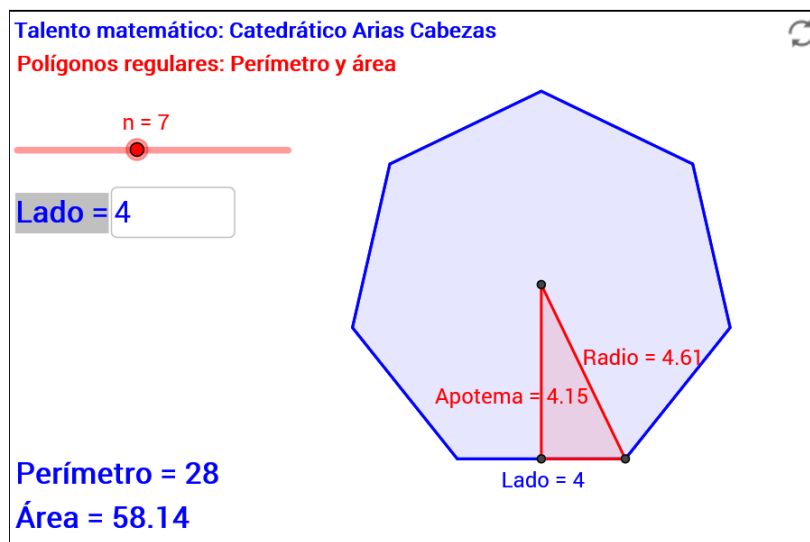 Talento matemático: Catedrático Arias Cabezas
Polígonos regulares: Perímetro y área
n = 7
Lado = 4
Radio = 4.61
Apotema = 4.15
Lado = 4
Perímetro = 28
Área = 58.14